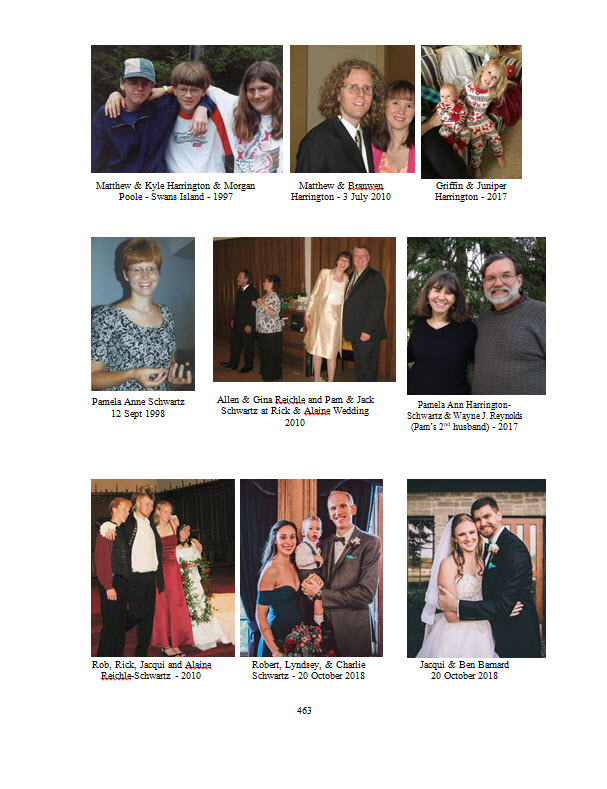 Matthew & Kyle Harrington & Morgan
Poole - Swans Island - 1997
Matthew & Branwen
Harrington - 3 July 2010
Griffin & Juniper
Harrington - 2017
Pamela Anne Schwartz
12 Sept 1998
Allen & Gina Reichle and Pam & Jack
Schwartz at Rick & Alaine Wedding
2010
Pamela Ann Harrington-
Schwartz & Wayne J. Reynolds
(Pam's 2nd husband) - 2017
Rob, Rick, Jacqui and Alaine
Reichle-Schwartz - 2010
Robert, Lyndsey, & Charlie
Schwartz - 20 October 2018
Jacqui & Ben Barnard
20 October 2018
463